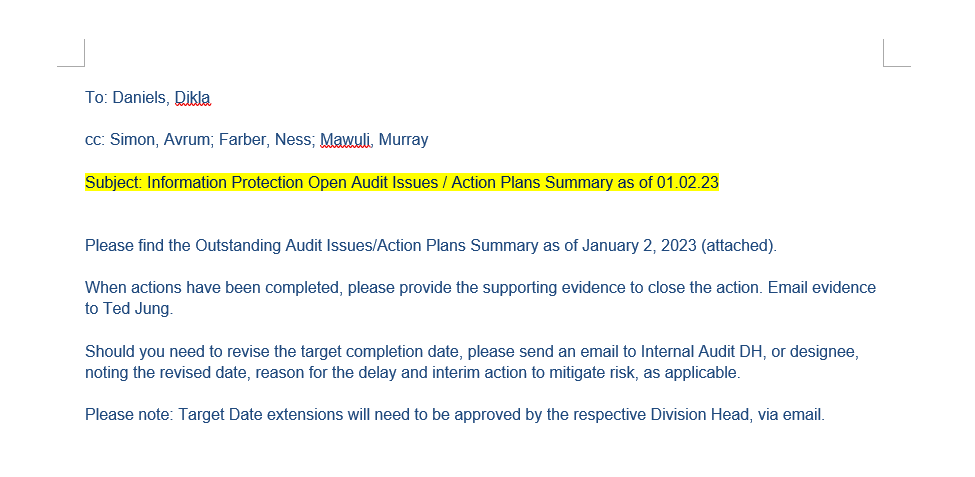 To: Daniels, Dikla
cc: Simon, Avrum; Farber, Ness; Mawuli, Murray
Subject: Information Protection Open Audit Issues / Action Plans Summary as of 01.02.23
Please find the Outstanding Audit Issues/Action Plans Summary as of January 2, 2023 (attached).
When actions have been completed, please provide the supporting evidence to close the action. Email evidence
to Ted Jung.
Should you need to revise the target completion date, please send an email to Internal Audit DH, or designee,
noting the revised date, reason for the delay and interim action to mitigate risk, as applicable.
Please note: Target Date extensions will need to be approved by the respective Division Head, via email.